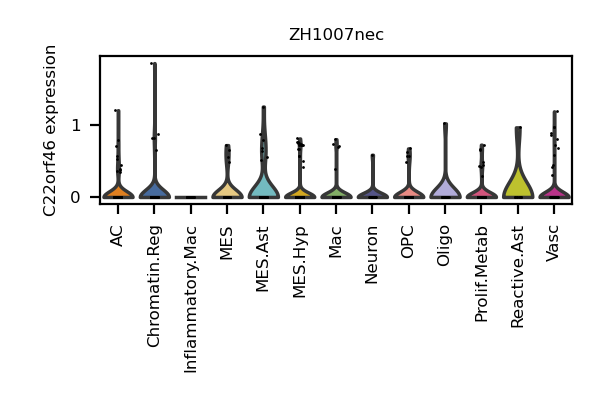 ZH1007nec
C22orf46 expression
1
0
AC
Chromatin.Reg
Inflammatory.Mac
MES
MES.Ast
MES.Hyp
Mac
Neuron
OPC
Oligo
Prolif.Metab
Reactive.Ast
Vasc